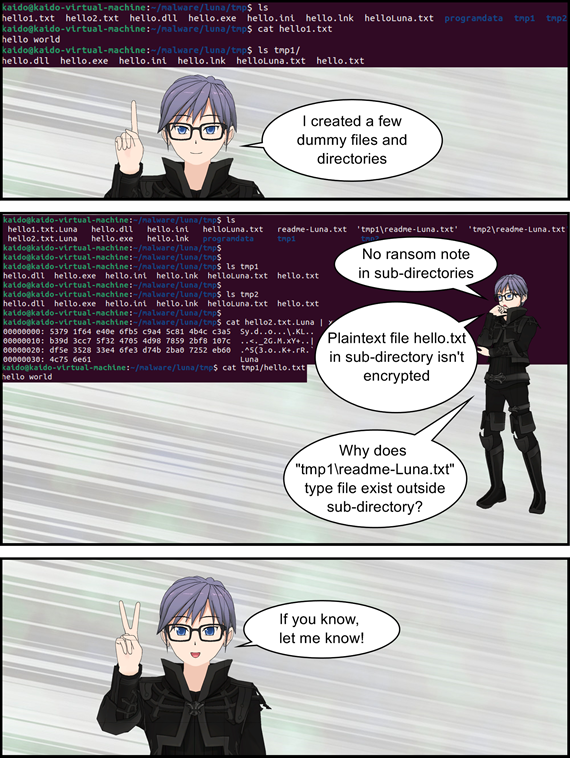 kaido@kaido-virtual-machine:~/malware/luna/tmp$ ls
hello1.txt hello2.txt hello.dll hello.exe hello.ini hello.lnk helloLuna.txt programdata tmp1 tmp2
kaido@kaido-virtual-machine:~/malware/luna/tmp$ cat hello1.txt
hello world
kaido@kaido-virtual-machine:~/malware/luna/tmp$ ls tmp1/
hello.dll hello.exe hello.ini hello.lnk helloLuna.txt hello.txt
I created a few
dummy files and
directories
kaido@kaido-virtual-machine:~/malware/luna/tmp$ ls
hello1.txt.Luna hello.dll hello.ini helloLuna.txt readme-Luna.txt 'tmp1\readme-Luna.txt' 'tmp2\readme-Luna.txt'
hello2.txt.Luna hello.exe hello.lnk programdata tmp1 tmp2
kaido@kaido-virtual-machine:~/malware/luna/tmp$
kaido@kaido-virtual-machine:~/malware/luna/tmp$
kaido@kaido-virtual-machine:~/malware/luna/tmp$ ls tmp1
hello.dll hello.exe hello.ini hello.lnk helloLuna.txt hello.txt
kaido@kaido-virtual-machine:~/malware/luna/tmp$
kaido@kaido-virtual-machine:~/malware/luna/tmp$ ls tmp2
hello.dll hello.exe hello.ini hello.lnk helloLuna.txt hello.txt
kaido@kaido-virtual-machine:~/malware/luna/tmp$
kaido@kaido-virtual-machine:~/malware/luna/tmp$ cat hello2.txt.Luna | x
00000000: 5379 1f64 e40e 6fb5 c9a4 5c81 4b4c c3a5 Sy.d..o...\.KL..
00000010: b39d 3cc7 5f32 4705 4d98 7859 2bf8 107c ..<._2G.M.xY+..|
00000020: df5e 3528 33e4 6fe3 d74b 2ba0 7252 eb60 .^5(3.o..K+.rR.`
00000030: 4c75 6e61 Luna
kaido@kaido-virtual-machine:~/malware/luna/tmp$ cat tmp1/hello.txt
hello world
No ransom note
in sub-directories
Plaintext file hello.txt
in sub-directory isn't
encrypted
Why does
"tmp1\readme-Luna.txt"
type file exist outside
sub-directory?
If you know,
let me know!